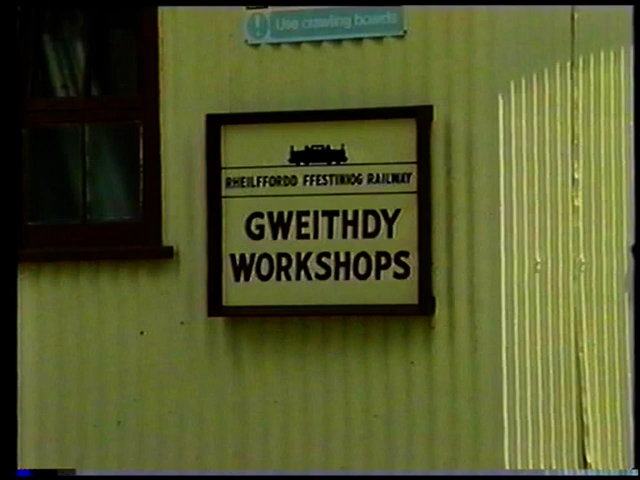 Use crawling boards
RHEILFFORDD FFESTINIOG RAILWAY
GWEITHDY
WORKSHOPS